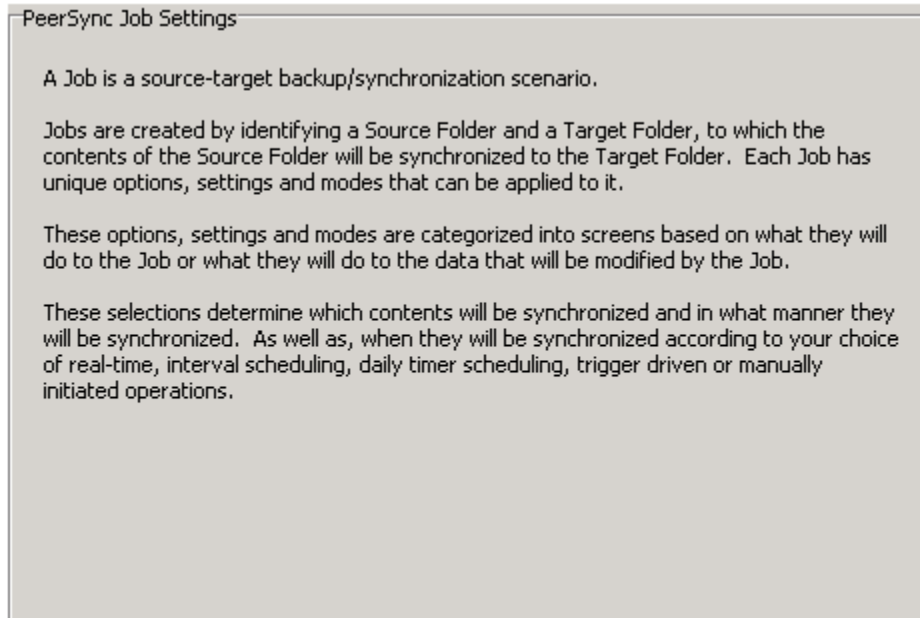 PeerSync Job Settings
A Job is a source-target backup/synchronization scenario.
Jobs are created by identifying a Source Folder and a Target Folder, to which the
contents of the Source Folder will be synchronized to the Target Folder.  Each Job has
unique options, settings and modes that can be applied to it.
These options, settings and modes are categorized into screens based on what they will
do to the Job or what they will do to the data that will be modified by the Job.
These selections determine which contents will be synchronized and in what manner they
will be synchronized.  As well as, when they will be synchronized according to your choice
of real-time, interval scheduling, daily timer scheduling, trigger driven or manually
initiated operations.